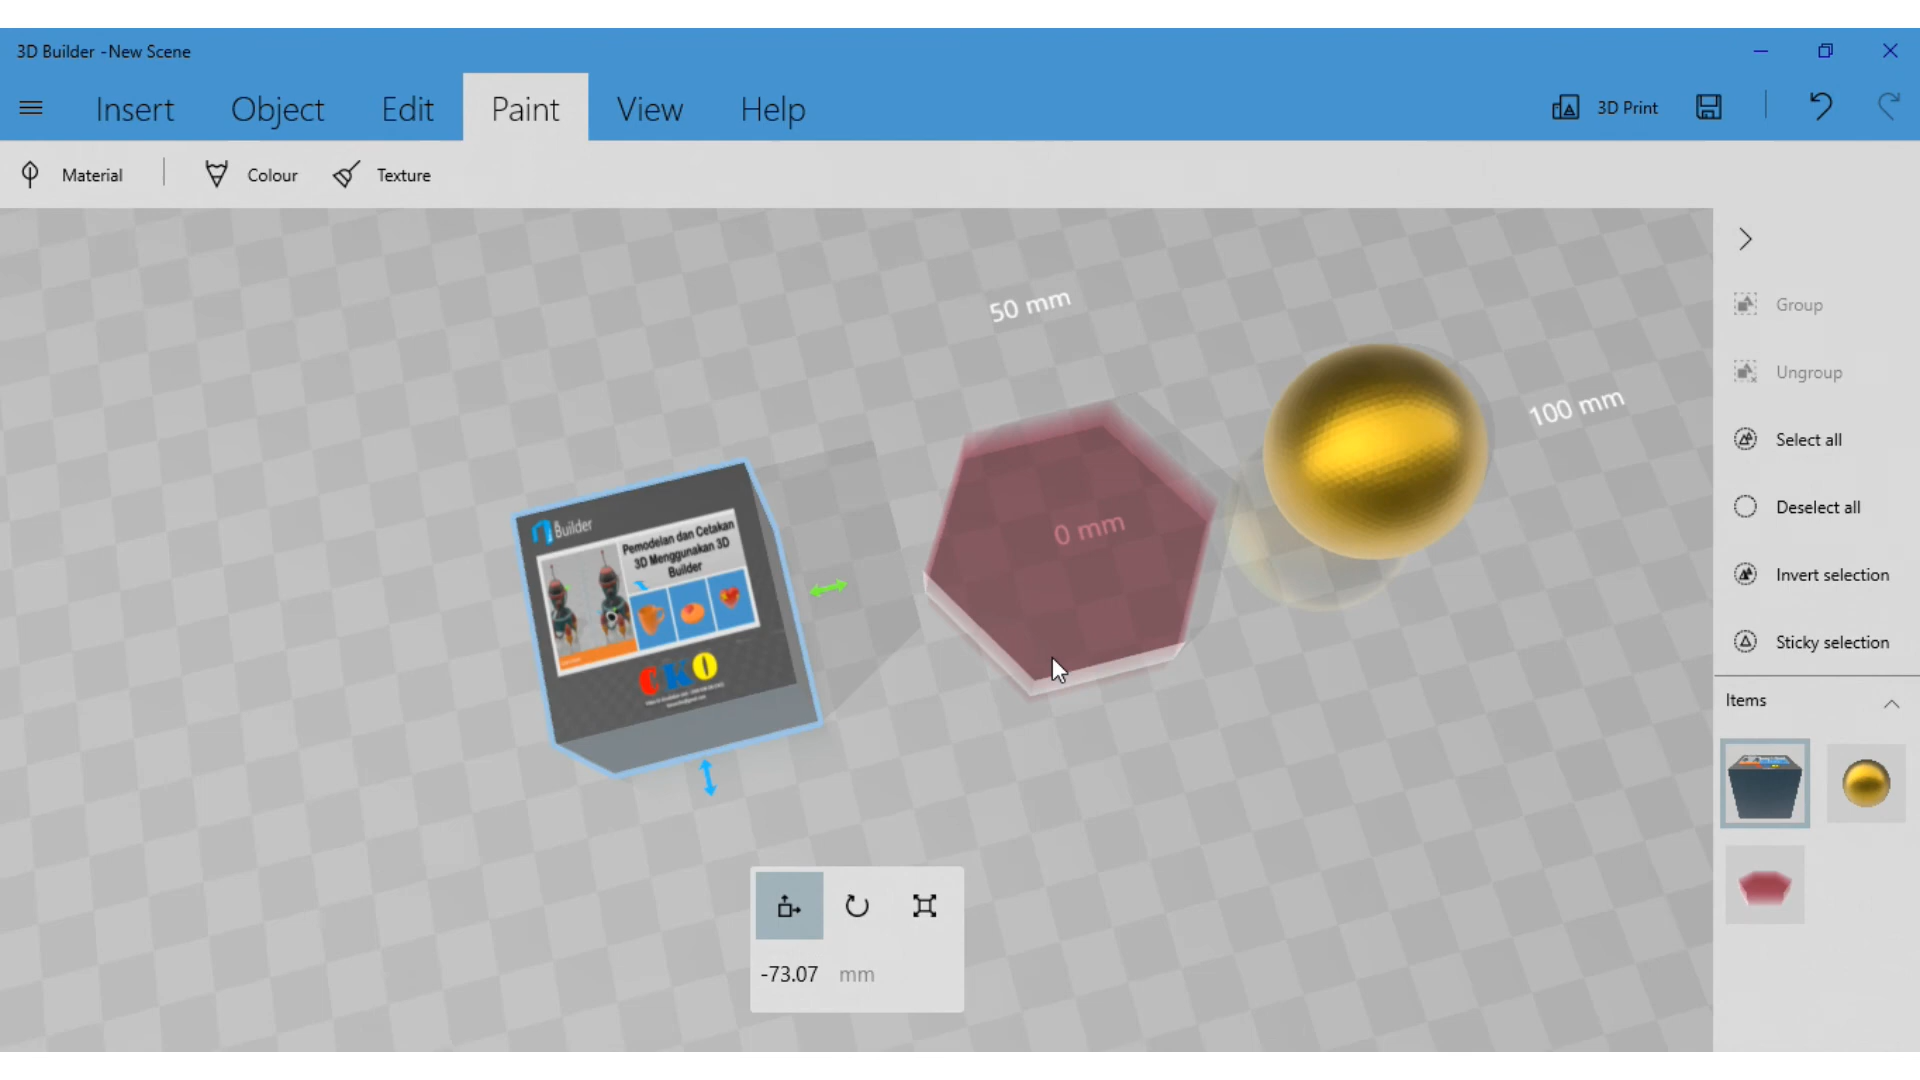 3D Builder -New Scene
Insert
Object
Edit
Paint
View
Help
3D Print
Material
Colour
Texture
50 mm
100 mm
0 mm
Builder
Pemodelan dan Cetakan
3D Menggunakan 3D
Builder
CKO
-73.07 mm
Group
Ungroup
Select all
Deselect all
Invert selection
Sticky selection
Items